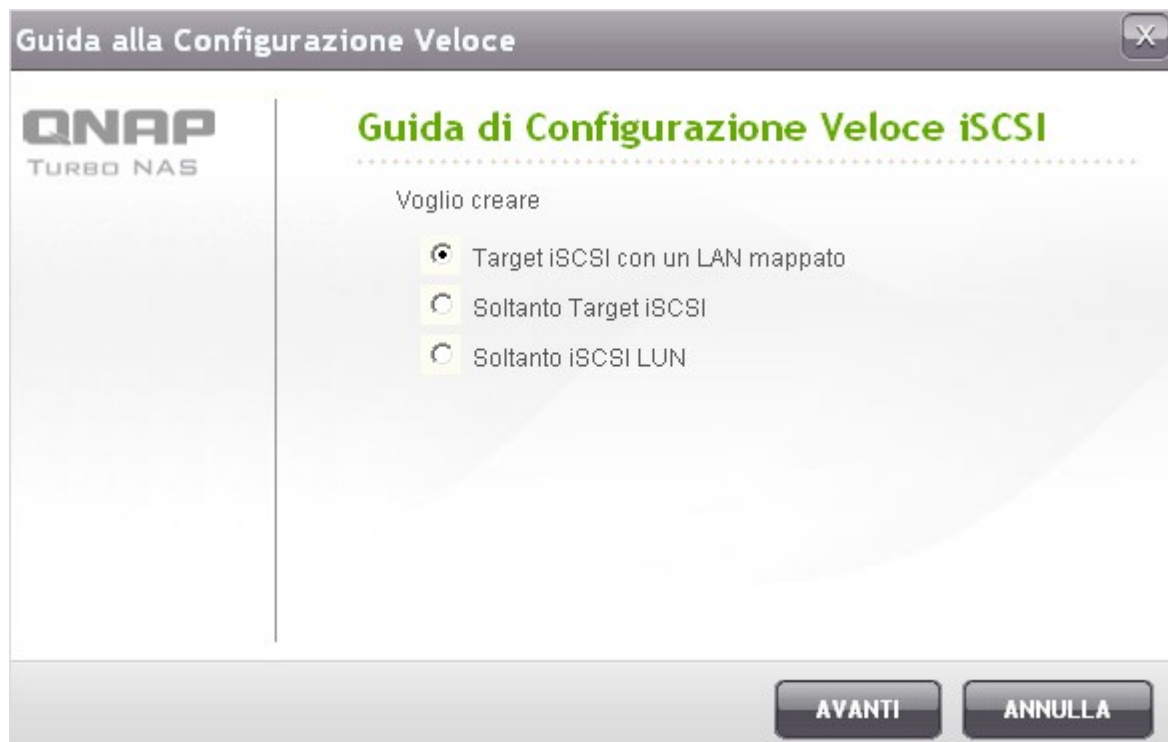 Guida alla Configurazione Veloce
X
QNAP
TURBO NAS
Guida di Configurazione Veloce iSCSI
Voglio creare
Target iSCSI con un LAN mappato
Soltanto Target iSCSI
Soltanto iSCSI LUN
AVANTI
ANNULLA